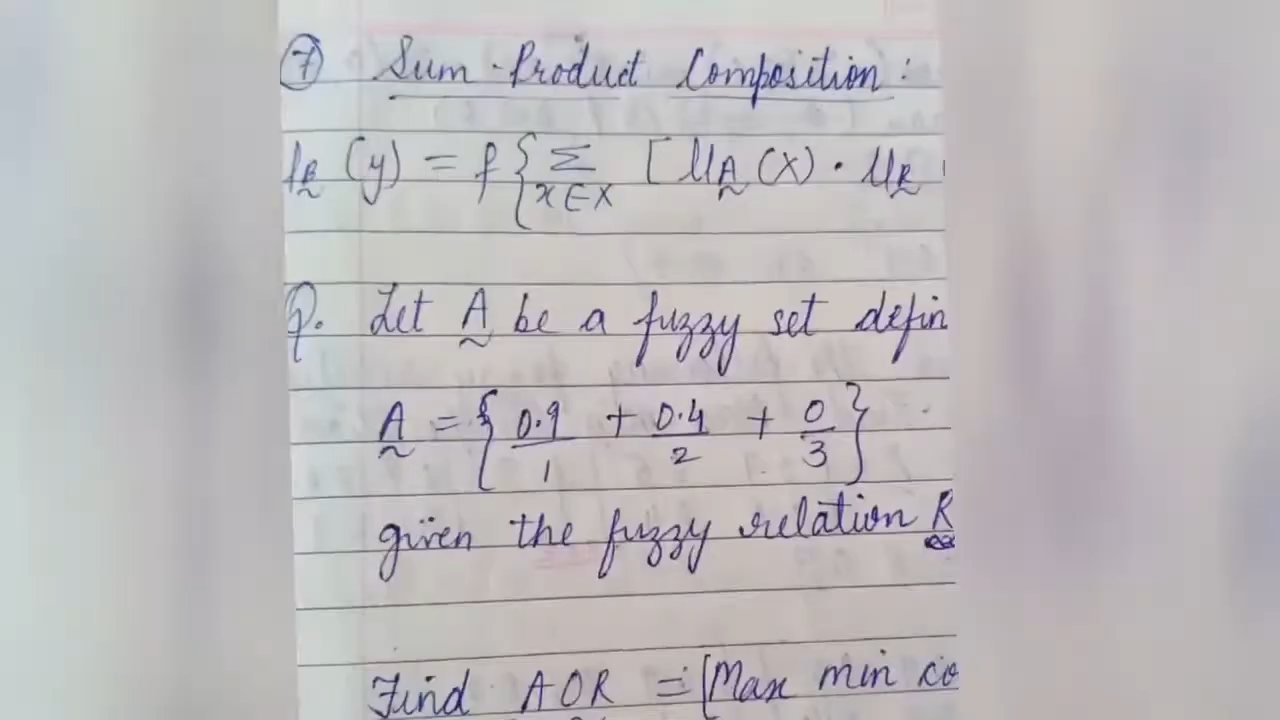 ⑦ Sum-Product Composition:
μB̰ (y) = f { Σ x∈X [ μA̰ (x) · μR̰
Q. Let A̰ be a fuzzy set defin
A̰ = { 0.9/1 + 0.4/2 + 0/3 }
given the fuzzy relation R
Find AOR = [Max min co